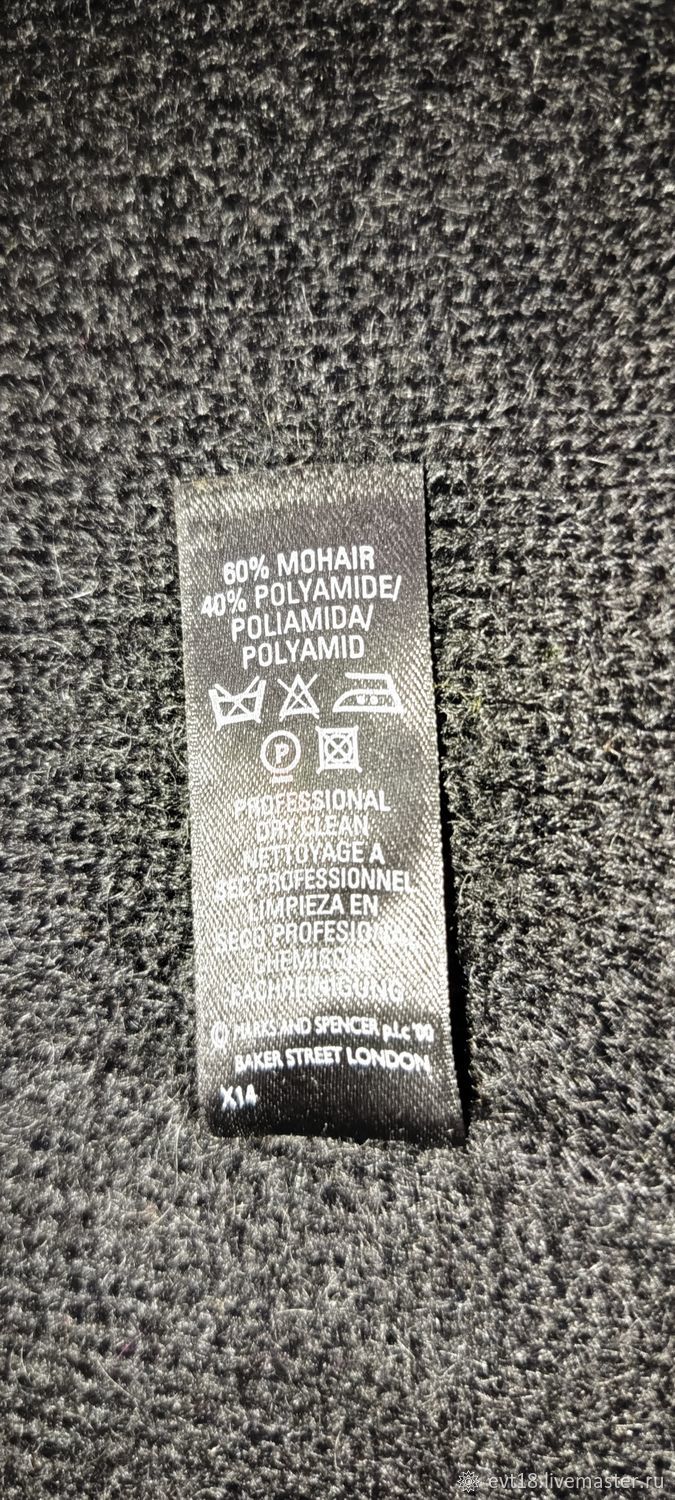 60% MOHAIR
40% POLYAMIDE/
POLIAMIDA/
POLYAMID
P
PROFESSIONAL
DRY CLEAN
NETTOYAGE A
SEC PROFESSIONNEL
LIMPIEZA EN
SECO PROFESIONAL
CHEMISCHE
FACHREINIGUNG
© MARKS AND SPENCER p.l.c '00
BAKER STREET LONDON
X14
evt18.livemaster.ru